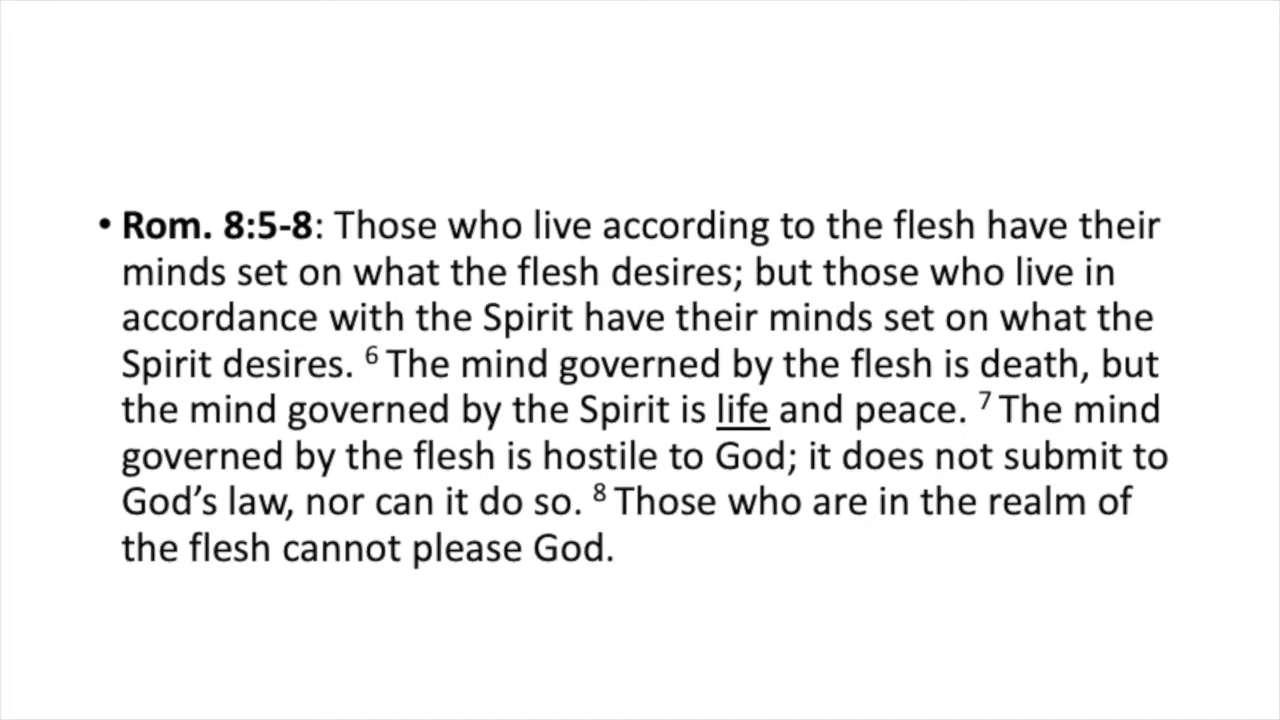 • Rom. 8:5-8: Those who live according to the flesh have their
minds set on what the flesh desires; but those who live in
accordance with the Spirit have their minds set on what the
Spirit desires. ⁶ The mind governed by the flesh is death, but
the mind governed by the Spirit is life and peace. ⁷ The mind
governed by the flesh is hostile to God; it does not submit to
God’s law, nor can it do so. ⁸ Those who are in the realm of
the flesh cannot please God.